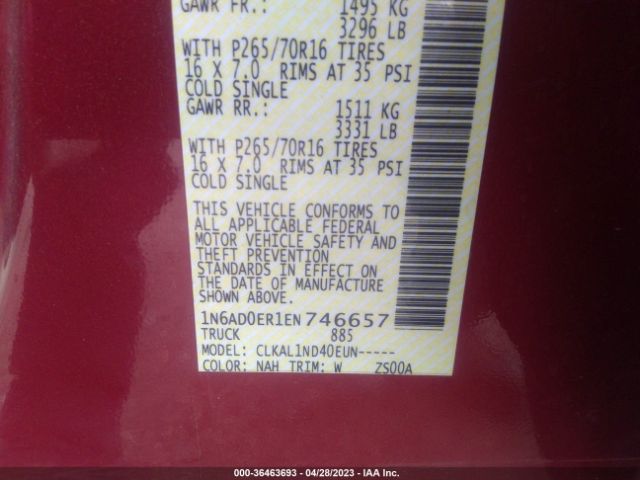 GAWR FR.: 1495 KG
3296 LB
WITH P265/70R16 TIRES
16 X 7.0 RIMS AT 35 PSI
COLD SINGLE
GAWR RR.: 1511 KG
3331 LB
WITH P265/70R16 TIRES
16 X 7.0 RIMS AT 35 PSI
COLD SINGLE
THIS VEHICLE CONFORMS TO
ALL APPLICABLE FEDERAL
MOTOR VEHICLE SAFETY AND
THEFT PREVENTION
STANDARDS IN EFFECT ON
THE DATE OF MANUFACTURE
SHOWN ABOVE.
1N6AD0ER1EN746657
TRUCK 885
MODEL: CLKAL1ND40EUN-----
COLOR: NAH TRIM: W ZS00A
000-36463693 | 04/28/2023 | IAA Inc.